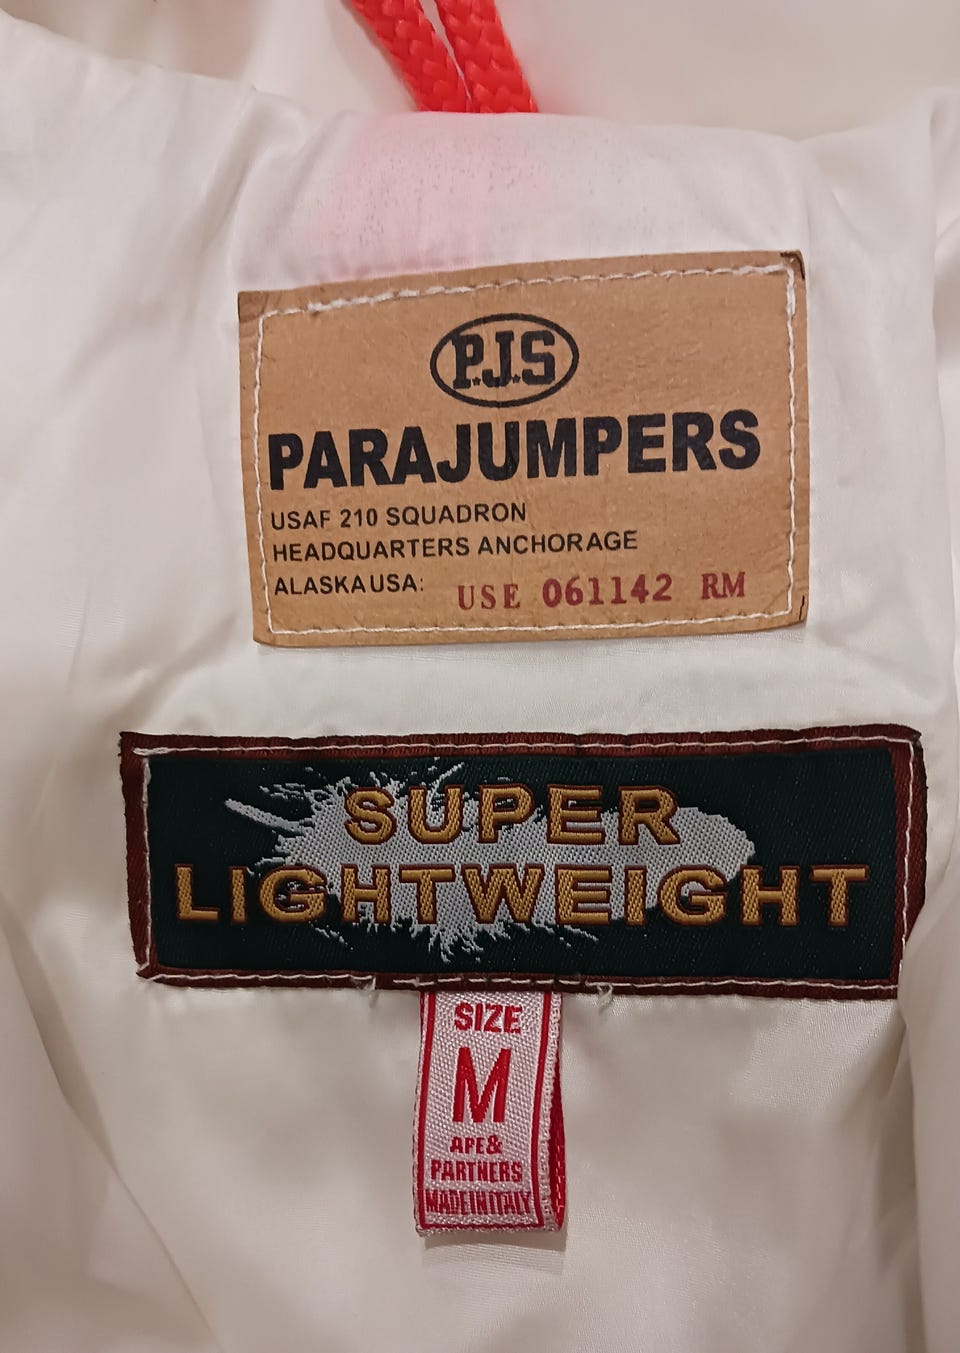 P.J.S
PARAJUMPERS
USAF 210 SQUADRON
HEADQUARTERS ANCHORAGE
ALASKA USA: USE 061142 RM
SUPER
LIGHTWEIGHT
SIZE
M
APE&
PARTNERS
MADE IN ITALY